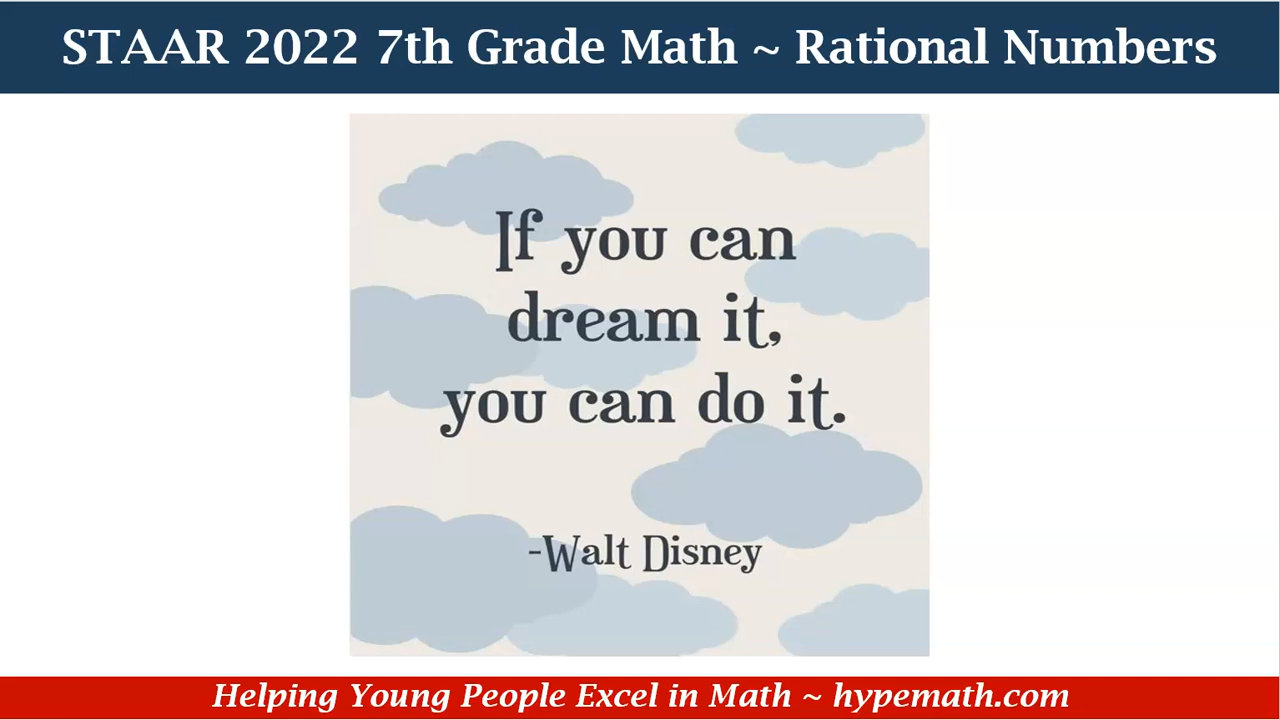 STAAR 2022 7th Grade Math ~ Rational Numbers
If you can
dream it,
you can do it.
-Walt Disney
Helping Young People Excel in Math ~ hypemath.com